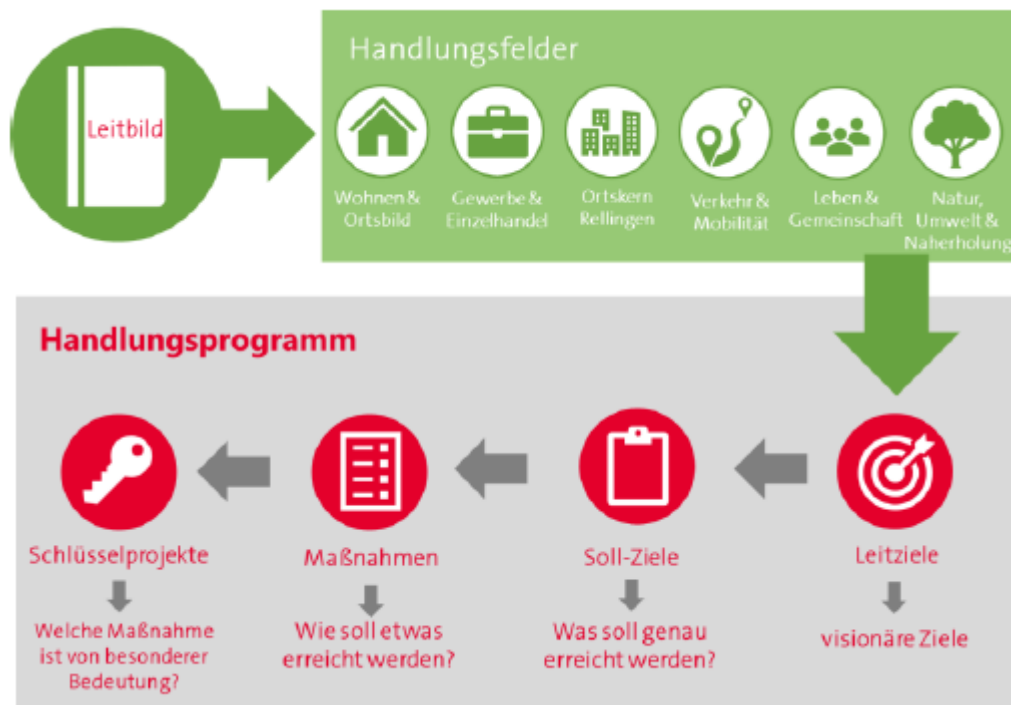 Leitbild
Handlungsfelder
Wohnen &
Ortsbild
Gewerbe &
Einzelhandel
Ortskern
Rellingen
Verkehr &
Mobilität
Leben &
Gemeinschaft
Natur,
Umwelt &
Naherholung
Handlungsprogramm
Schlüsselprojekte
Maßnahmen
Soll-Ziele
Leitziele
Welche Maßnahme
ist von besonderer
Bedeutung?
Wie soll etwas
erreicht werden?
Was soll genau
erreicht werden?
visionäre Ziele